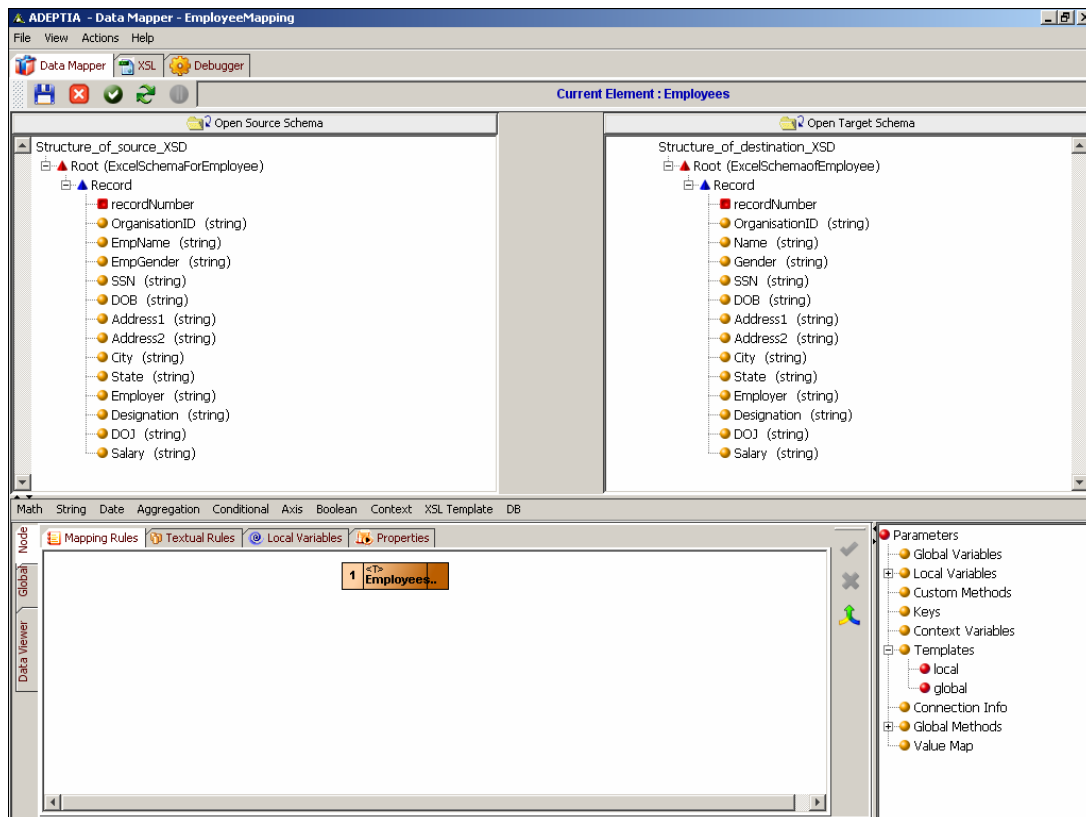 ADEPTIA - Data Mapper - EmployeeMapping
File View Actions Help
Data Mapper XSL Debugger
Current Element : Employees
Open Source Schema
Structure_of_source_XSD
Root (ExcelSchemaForEmployee)
Record
recordNumber
OrganisationID (string)
EmpName (string)
EmpGender (string)
SSN (string)
DOB (string)
Address1 (string)
Address2 (string)
City (string)
State (string)
Employer (string)
Designation (string)
DOJ (string)
Salary (string)
Open Target Schema
Structure_of_destination_XSD
Root (ExcelSchemaofEmployee)
Record
recordNumber
OrganisationID (string)
Name (string)
Gender (string)
SSN (string)
DOB (string)
Address1 (string)
Address2 (string)
City (string)
State (string)
Employer (string)
Designation (string)
DOJ (string)
Salary (string)
Math String Date Aggregation Conditional Axis Boolean Context XSL Template DB
Node
Global
Data Viewer
Mapping Rules Textual Rules Local Variables Properties
1 <T>
Employees..
Parameters
Global Variables
Local Variables
Custom Methods
Keys
Context Variables
Templates
local
global
Connection Info
Global Methods
Value Map